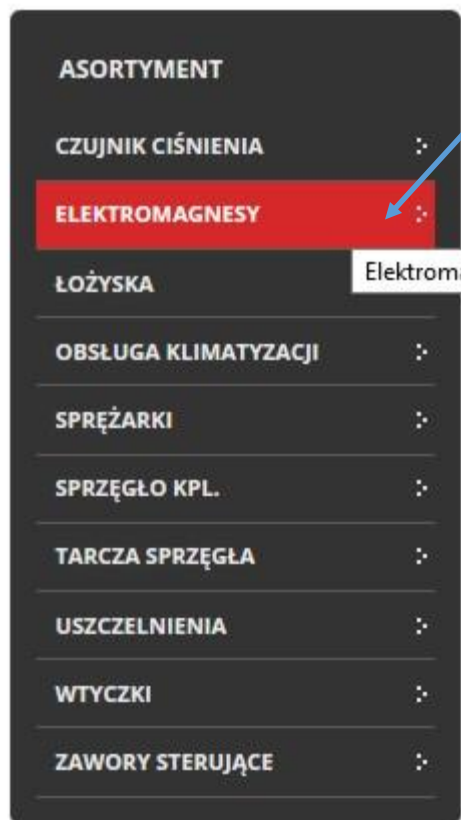 ASORTYMENT
CZUJNIK CIŚNIENIA
ELEKTROMAGNESY
ŁOŻYSKA
Elektroma
OBSŁUGA KLIMATYZACJI
SPRĘŻARKI
SPRZĘGŁO KPL.
TARCZA SPRZĘGŁA
USZCZELNIENIA
WTYCZKI
ZAWORY STERUJĄCE